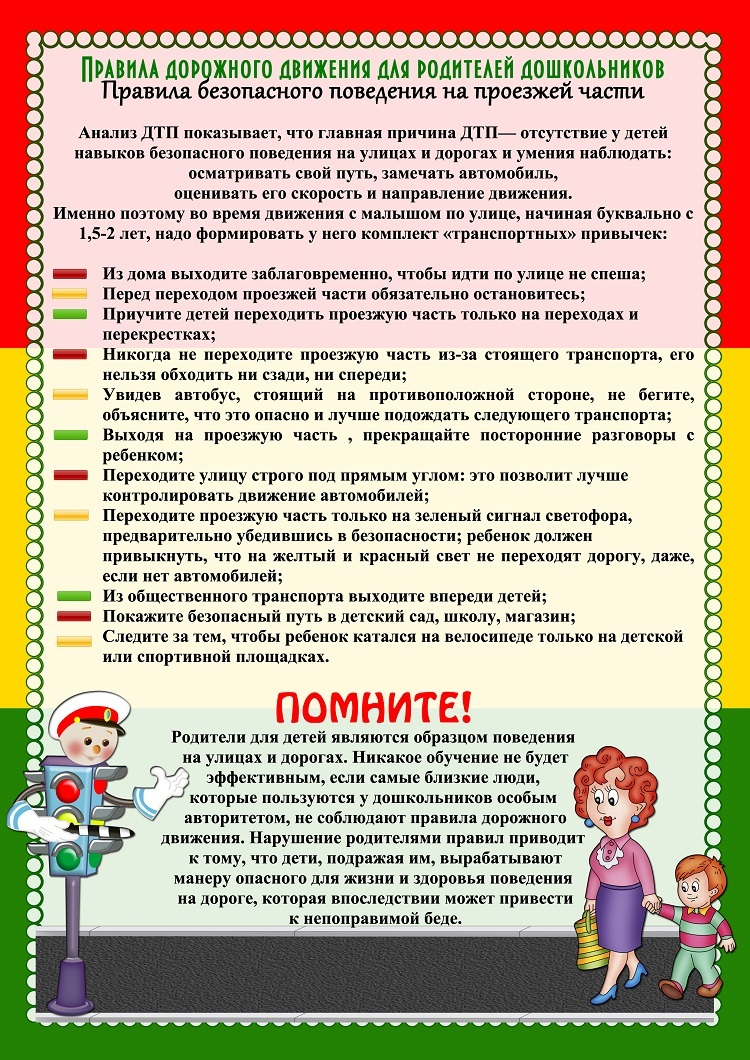 Правила дорожного движения для родителей дошкольников
Правила безопасного поведения на проезжей части
Анализ ДТП показывает, что главная причина ДТП— отсутствие у детей
навыков безопасного поведения на улицах и дорогах и умения наблюдать:
осматривать свой путь, замечать автомобиль,
оценивать его скорость и направление движения.
Именно поэтому во время движения с малышом по улице, начиная буквально с
1,5-2 лет, надо формировать у него комплект «транспортных» привычек:
Из дома выходите заблаговременно, чтобы идти по улице не спеша;
Перед переходом проезжей части обязательно остановитесь;
Приучите детей переходить проезжую часть только на переходах и
перекрестках;
Никогда не переходите проезжую часть из-за стоящего транспорта, его
нельзя обходить ни сзади, ни спереди;
Увидев автобус, стоящий на противоположной стороне, не бегите,
объясните, что это опасно и лучше подождать следующего транспорта;
Выходя на проезжую часть , прекращайте посторонние разговоры с
ребенком;
Переходите улицу строго под прямым углом: это позволит лучше
контролировать движение автомобилей;
Переходите проезжую часть только на зеленый сигнал светофора,
предварительно убедившись в безопасности; ребенок должен
привыкнуть, что на желтый и красный свет не переходят дорогу, даже,
если нет автомобилей;
Из общественного транспорта выходите впереди детей;
Покажите безопасный путь в детский сад, школу, магазин;
Следите за тем, чтобы ребенок катался на велосипеде только на детской
или спортивной площадках.
ПОМНИТЕ!
Родители для детей являются образцом поведения
на улицах и дорогах. Никакое обучение не будет
эффективным, если самые близкие люди,
которые пользуются у дошкольников особым
авторитетом, не соблюдают правила дорожного
движения. Нарушение родителями правил приводит
к тому, что дети, подражая им, вырабатывают
манеру опасного для жизни и здоровья поведения
на дороге, которая впоследствии может привести
к непоправимой беде.